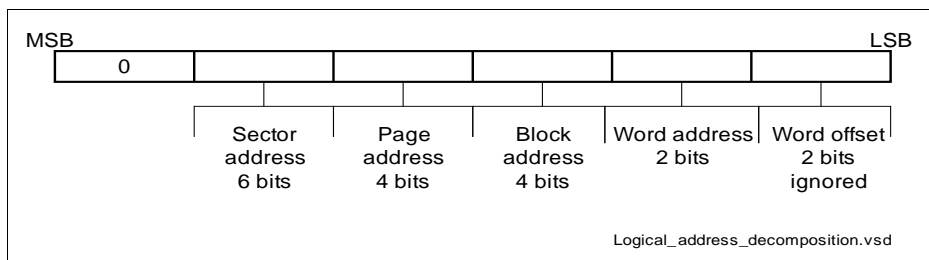 MSB LSB
0
Sector Page Block Word address Word offset
address address address 2 bits 2 bits
6 bits 4 bits 4 bits ignored
Logical_address_decomposition.vsd